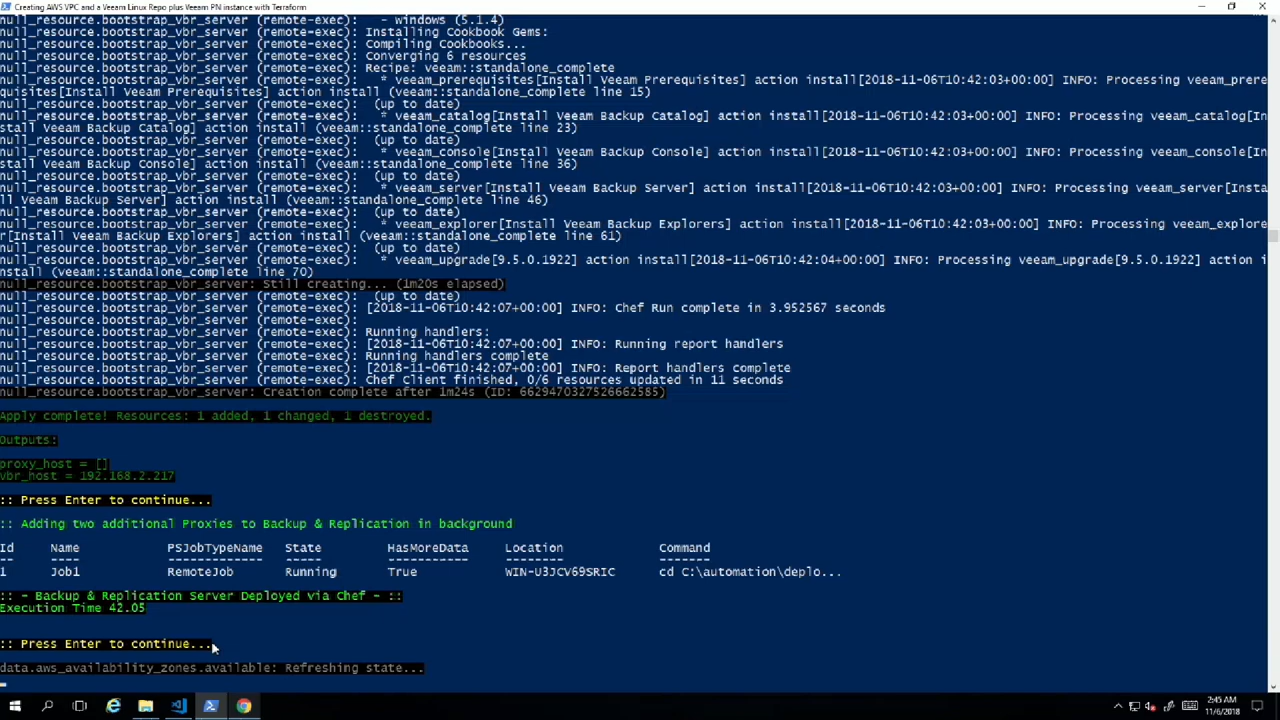 Creating AWS VPC and a Veeam Linux Repo plus Veeam PN instance with Terraform
null_resource.bootstrap_vbr_server (remote-exec):   - windows (5.1.4)
null_resource.bootstrap_vbr_server (remote-exec): Installing Cookbook Gems:
null_resource.bootstrap_vbr_server (remote-exec): Compiling Cookbooks...
null_resource.bootstrap_vbr_server (remote-exec): Converging 6 resources
null_resource.bootstrap_vbr_server (remote-exec): Recipe: veeam::standalone_complete
null_resource.bootstrap_vbr_server (remote-exec):   * veeam_prerequisites[Install Veeam Prerequisites] action install[2018-11-06T10:42:03+00:00] INFO: Processing veeam_prere
quisites[Install Veeam Prerequisites] action install (veeam::standalone_complete line 15)
null_resource.bootstrap_vbr_server (remote-exec):  (up to date)
null_resource.bootstrap_vbr_server (remote-exec):   * veeam_catalog[Install Veeam Backup Catalog] action install[2018-11-06T10:42:03+00:00] INFO: Processing veeam_catalog[In
stall Veeam Backup Catalog] action install (veeam::standalone_complete line 23)
null_resource.bootstrap_vbr_server (remote-exec):  (up to date)
null_resource.bootstrap_vbr_server (remote-exec):   * veeam_console[Install Veeam Backup Console] action install[2018-11-06T10:42:03+00:00] INFO: Processing veeam_console[In
stall Veeam Backup Console] action install (veeam::standalone_complete line 36)
null_resource.bootstrap_vbr_server (remote-exec):  (up to date)
null_resource.bootstrap_vbr_server (remote-exec):   * veeam_server[Install Veeam Backup Server] action install[2018-11-06T10:42:03+00:00] INFO: Processing veeam_server[Insta
ll Veeam Backup Server] action install (veeam::standalone_complete line 46)
null_resource.bootstrap_vbr_server (remote-exec):  (up to date)
null_resource.bootstrap_vbr_server (remote-exec):   * veeam_explorer[Install Veeam Backup Explorers] action install[2018-11-06T10:42:03+00:00] INFO: Processing veeam_explore
r[Install Veeam Backup Explorers] action install (veeam::standalone_complete line 61)
null_resource.bootstrap_vbr_server (remote-exec):  (up to date)
null_resource.bootstrap_vbr_server (remote-exec):   * veeam_upgrade[9.5.0.1922] action install[2018-11-06T10:42:04+00:00] INFO: Processing veeam_upgrade[9.5.0.1922] action i
nstall (veeam::standalone_complete line 70)
null_resource.bootstrap_vbr_server: Still creating... (1m20s elapsed)
null_resource.bootstrap_vbr_server (remote-exec):  (up to date)
null_resource.bootstrap_vbr_server (remote-exec): [2018-11-06T10:42:07+00:00] INFO: Chef Run complete in 3.952567 seconds
null_resource.bootstrap_vbr_server (remote-exec):
null_resource.bootstrap_vbr_server (remote-exec): Running handlers:
null_resource.bootstrap_vbr_server (remote-exec): [2018-11-06T10:42:07+00:00] INFO: Running report handlers
null_resource.bootstrap_vbr_server (remote-exec): Running handlers complete
null_resource.bootstrap_vbr_server (remote-exec): [2018-11-06T10:42:07+00:00] INFO: Report handlers complete
null_resource.bootstrap_vbr_server (remote-exec): Chef Client finished, 0/6 resources updated in 11 seconds
null_resource.bootstrap_vbr_server: Creation complete after 1m24s (ID: 6629470327526662585)
Apply complete! Resources: 1 added, 1 changed, 1 destroyed.
Outputs:
proxy_host = []
vbr_host = 192.168.2.217
:: Press Enter to continue...
:: Adding two additional Proxies to Backup & Replication in background
Id     Name            PSJobTypeName   State         HasMoreData     Location             Command
--     ----            -------------   -----         -----------     --------             -------
1      Job1            RemoteJob       Running       True            WIN-U3JCV69SRIC      cd C:\automation\deplo...
:: - Backup & Replication Server Deployed via Chef - ::
Execution Time 42.05
:: Press Enter to continue...
data.aws_availability_zones.available: Refreshing state...
2:45 AM
11/6/2018